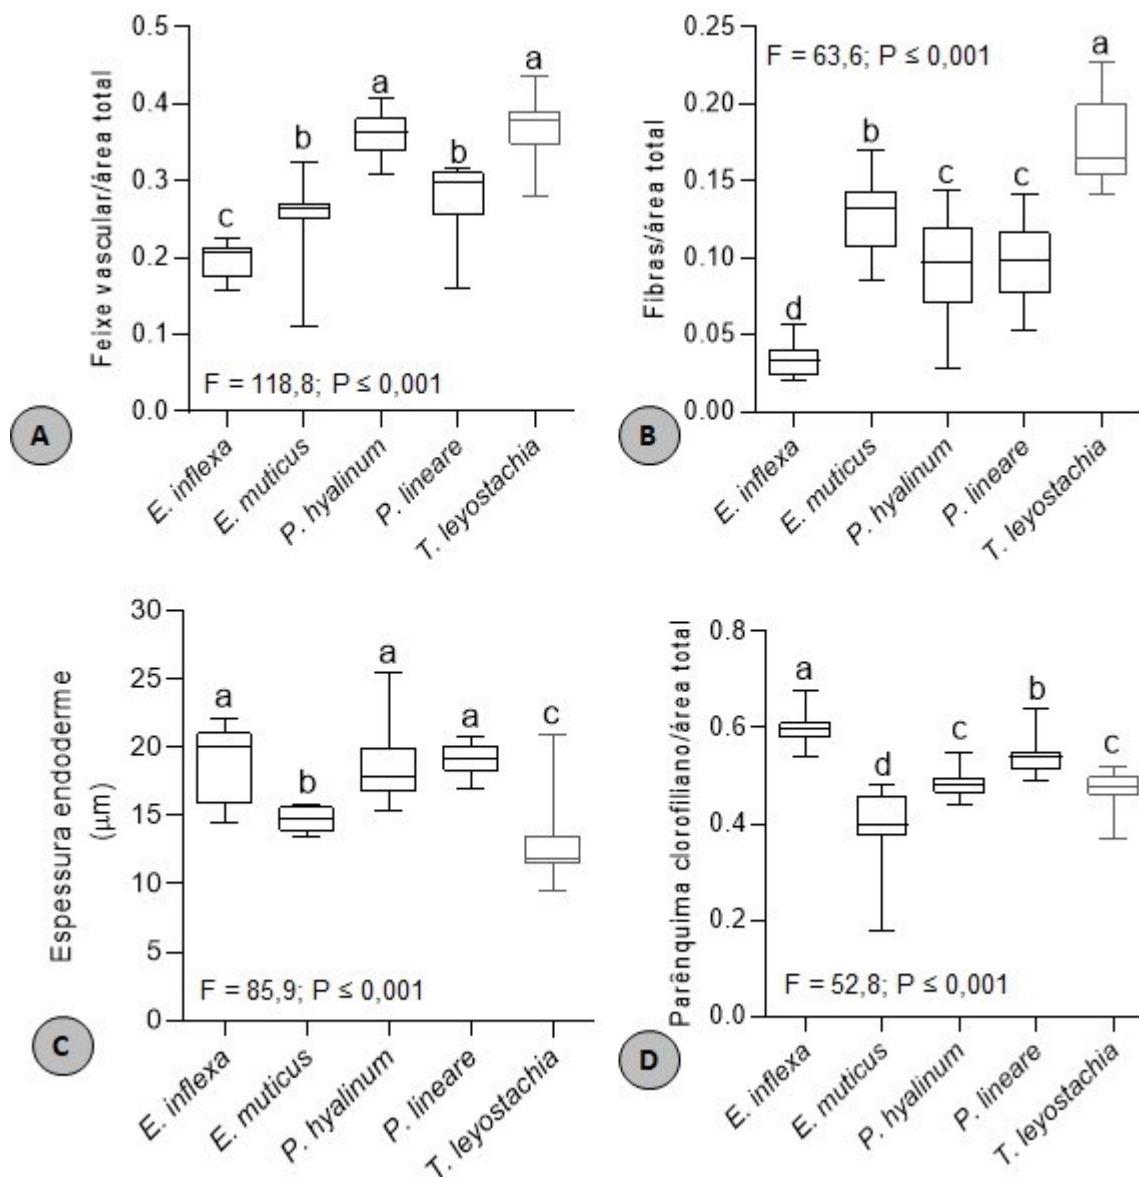 0.5
0.4
0.3
0.2
0.1
0.0
Feixe vascular/área total
c
b
a
b
a
F = 118,8; P ≤ 0,001
E. inflexa
E. muticus
P. hyalinum
P. lineare
T. leyostachia
A
0.25
0.20
0.15
0.10
0.05
0.00
Fibras/área total
F = 63,6; P ≤ 0,001
d
b
c
c
a
E. inflexa
E. muticus
P. hyalinum
P. lineare
T. leyostachia
B
30
25
20
15
10
5
0
Espessura endoderme
(µm)
a
b
a
a
c
F = 85,9; P ≤ 0,001
E. inflexa
E. muticus
P. hyalinum
P. lineare
T. leyostachia
C
0.8
0.6
0.4
0.2
0.0
Parênquima clorofiliano/área total
a
d
c
b
c
F = 52,8; P ≤ 0,001
E. inflexa
E. muticus
P. hyalinum
P. lineare
T. leyostachia
D